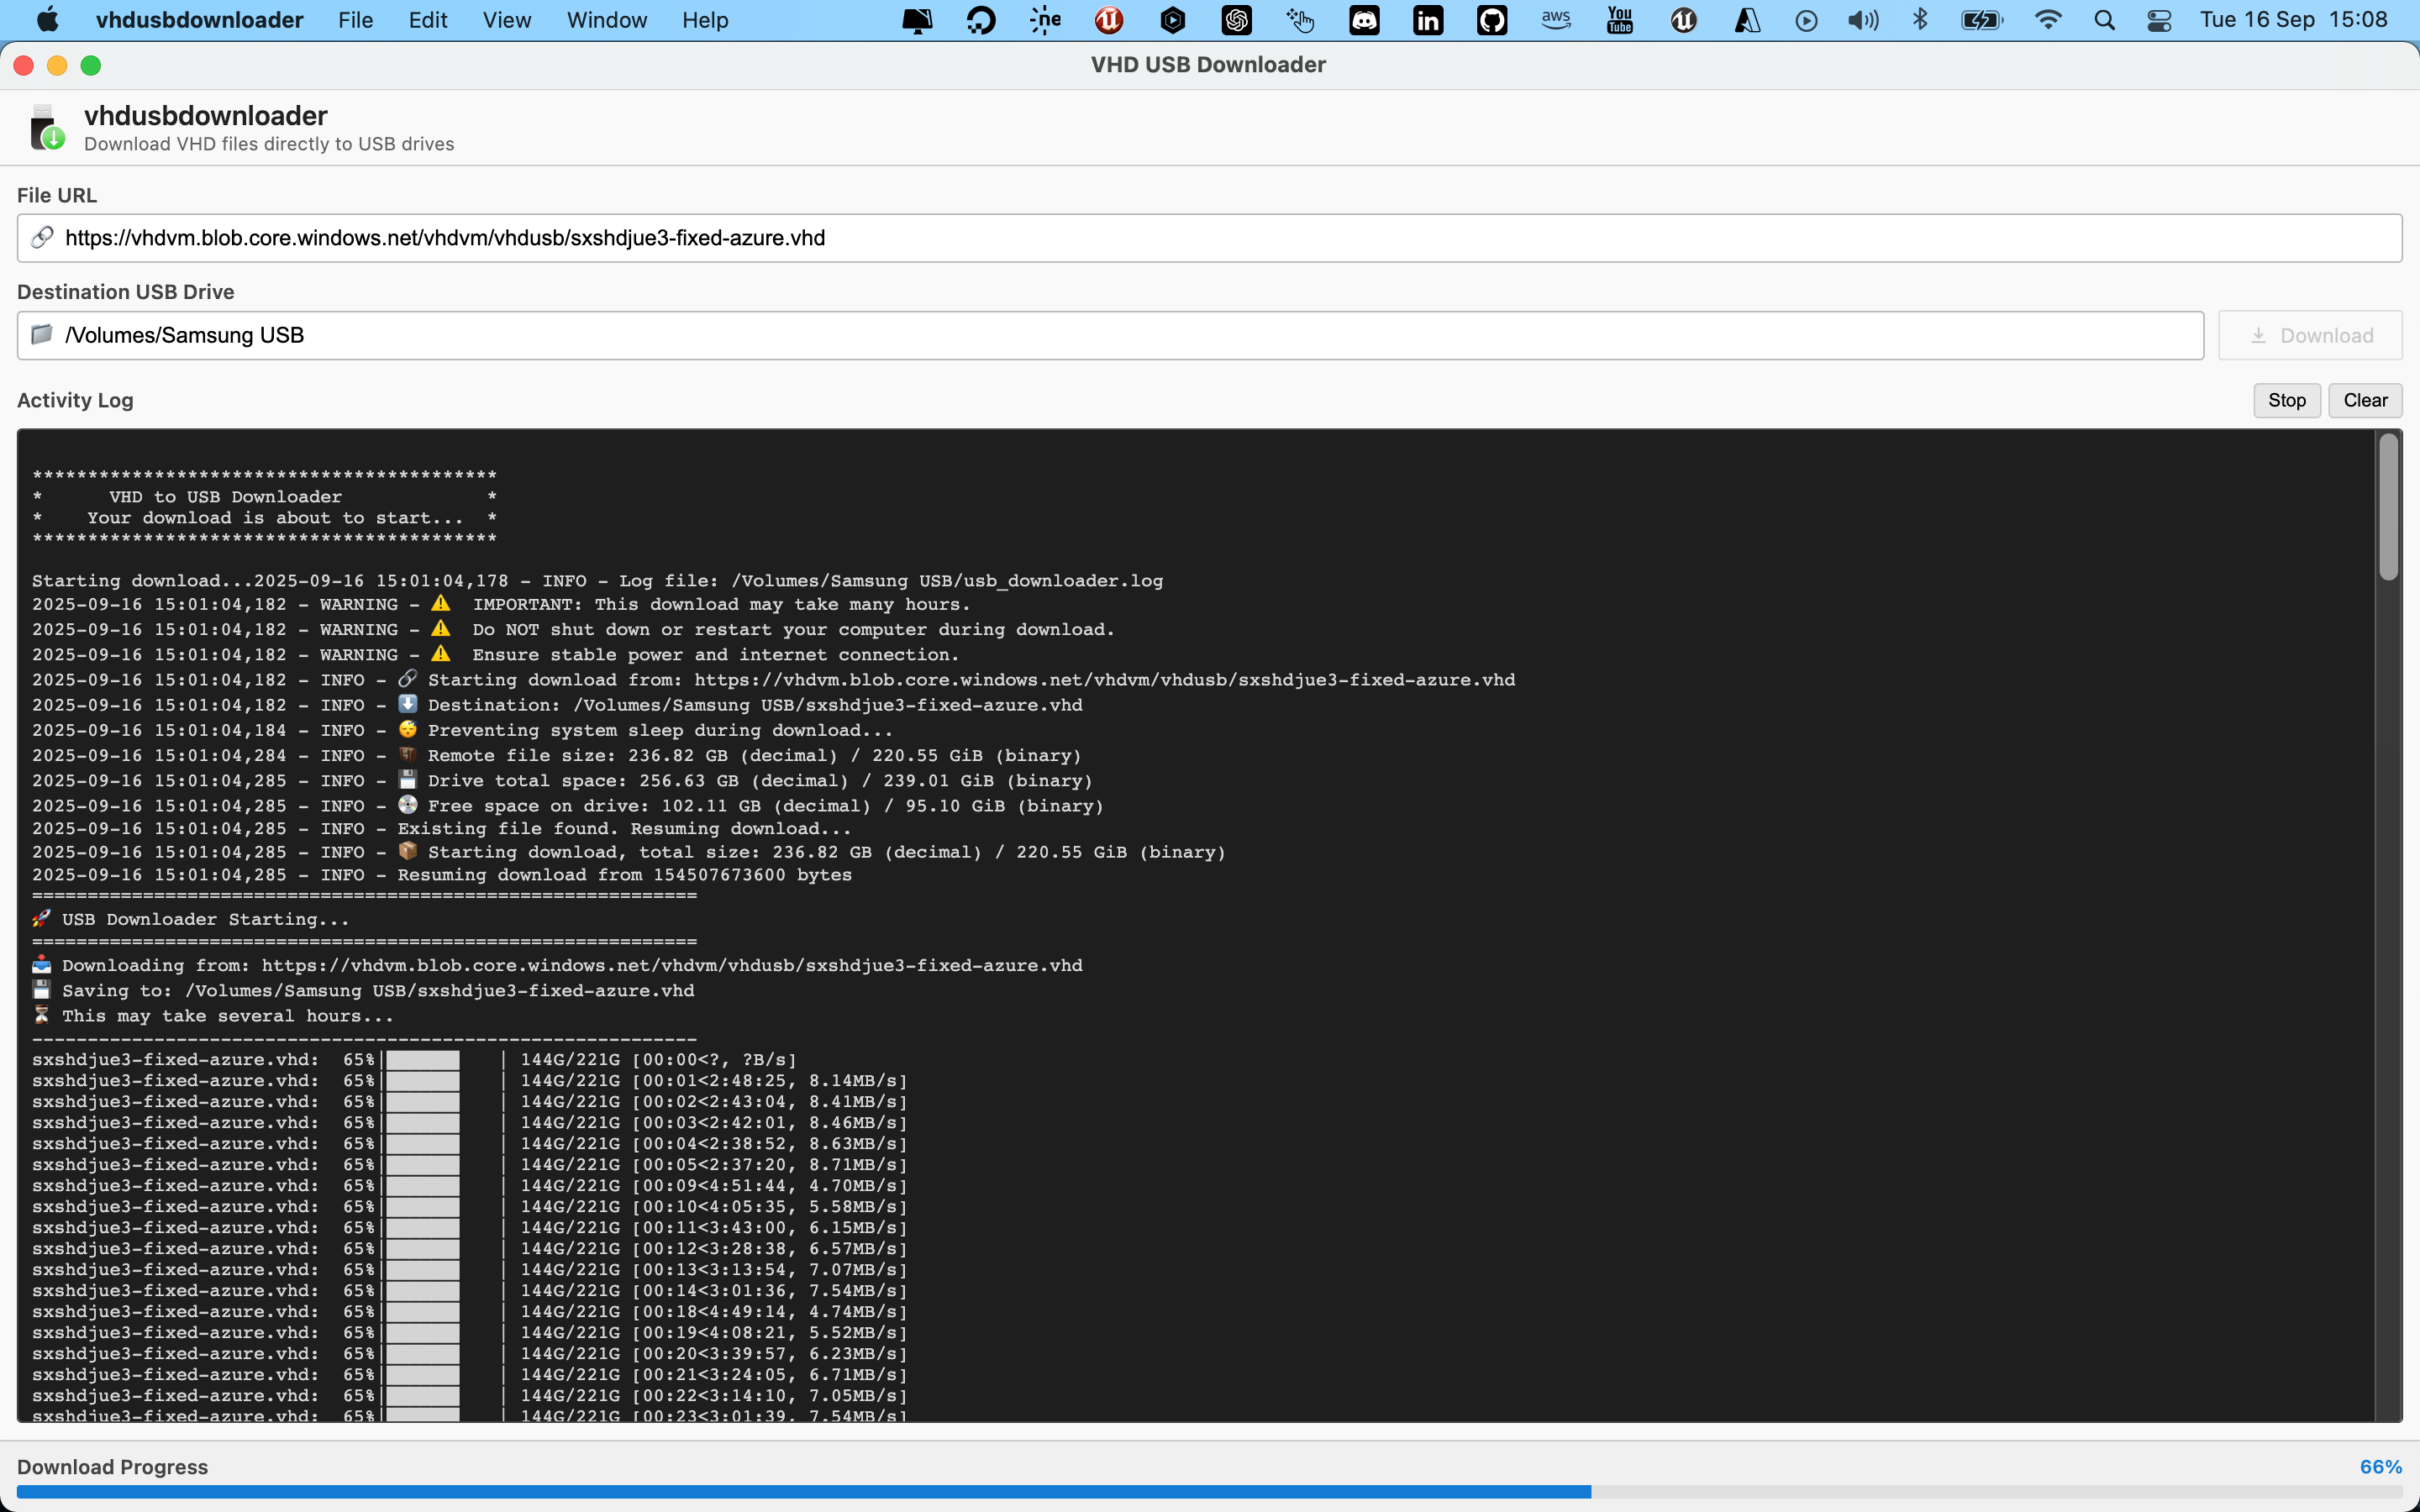 vhdusbdownloader File Edit View Window Help ne aws You Tube in Tue 16 Sep 15:08
VHD USB Downloader
vhdusbdownloader
Download VHD files directly to USB drives
File URL
https://vhdvm.blob.core.windows.net/vhdvm/vhdusb/sxshdjue3-fixed-azure.vhd
Destination USB Drive
/Volumes/Samsung USB
Download
Activity Log
Stop Clear
******************************************
* VHD to USB Downloader *
* Your download is about to start... *
******************************************
Starting download...2025-09-16 15:01:04,178 - INFO - Log file: /Volumes/Samsung USB/usb_downloader.log
2025-09-16 15:01:04,182 - WARNING - ⚠️ IMPORTANT: This download may take many hours.
2025-09-16 15:01:04,182 - WARNING - ⚠️ Do NOT shut down or restart your computer during download.
2025-09-16 15:01:04,182 - WARNING - ⚠️ Ensure stable power and internet connection.
2025-09-16 15:01:04,182 - INFO - 🔗 Starting download from: https://vhdvm.blob.core.windows.net/vhdvm/vhdusb/sxshdjue3-fixed-azure.vhd
2025-09-16 15:01:04,182 - INFO - ⬇️ Destination: /Volumes/Samsung USB/sxshdjue3-fixed-azure.vhd
2025-09-16 15:01:04,184 - INFO - 😴 Preventing system sleep during download...
2025-09-16 15:01:04,284 - INFO - Remote file size: 236.82 GB (decimal) / 220.55 GiB (binary)
2025-09-16 15:01:04,285 - INFO - 💾 Drive total space: 256.63 GB (decimal) / 239.01 GiB (binary)
2025-09-16 15:01:04,285 - INFO - 💿 Free space on drive: 102.11 GB (decimal) / 95.10 GiB (binary)
2025-09-16 15:01:04,285 - INFO - Existing file found. Resuming download...
2025-09-16 15:01:04,285 - INFO - 📦 Starting download, total size: 236.82 GB (decimal) / 220.55 GiB (binary)
2025-09-16 15:01:04,285 - INFO - Resuming download from 154507673600 bytes
============================================================
🚀 USB Downloader Starting...
============================================================
📥 Downloading from: https://vhdvm.blob.core.windows.net/vhdvm/vhdusb/sxshdjue3-fixed-azure.vhd
💾 Saving to: /Volumes/Samsung USB/sxshdjue3-fixed-azure.vhd
⏳ This may take several hours...
------------------------------------------------------------
sxshdjue3-fixed-azure.vhd: 65%|██████ | 144G/221G [00:00<?, ?B/s]
sxshdjue3-fixed-azure.vhd: 65%|██████ | 144G/221G [00:01<2:48:25, 8.14MB/s]
sxshdjue3-fixed-azure.vhd: 65%|██████ | 144G/221G [00:02<2:43:04, 8.41MB/s]
sxshdjue3-fixed-azure.vhd: 65%|██████ | 144G/221G [00:03<2:42:01, 8.46MB/s]
sxshdjue3-fixed-azure.vhd: 65%|██████ | 144G/221G [00:04<2:38:52, 8.63MB/s]
sxshdjue3-fixed-azure.vhd: 65%|██████ | 144G/221G [00:05<2:37:20, 8.71MB/s]
sxshdjue3-fixed-azure.vhd: 65%|██████ | 144G/221G [00:09<4:51:44, 4.70MB/s]
sxshdjue3-fixed-azure.vhd: 65%|██████ | 144G/221G [00:10<4:05:35, 5.58MB/s]
sxshdjue3-fixed-azure.vhd: 65%|██████ | 144G/221G [00:11<3:43:00, 6.15MB/s]
sxshdjue3-fixed-azure.vhd: 65%|██████ | 144G/221G [00:12<3:28:38, 6.57MB/s]
sxshdjue3-fixed-azure.vhd: 65%|██████ | 144G/221G [00:13<3:13:54, 7.07MB/s]
sxshdjue3-fixed-azure.vhd: 65%|██████ | 144G/221G [00:14<3:01:36, 7.54MB/s]
sxshdjue3-fixed-azure.vhd: 65%|██████ | 144G/221G [00:18<4:49:14, 4.74MB/s]
sxshdjue3-fixed-azure.vhd: 65%|██████ | 144G/221G [00:19<4:08:21, 5.52MB/s]
sxshdjue3-fixed-azure.vhd: 65%|██████ | 144G/221G [00:20<3:39:57, 6.23MB/s]
sxshdjue3-fixed-azure.vhd: 65%|██████ | 144G/221G [00:21<3:24:05, 6.71MB/s]
sxshdjue3-fixed-azure.vhd: 65%|██████ | 144G/221G [00:22<3:14:10, 7.05MB/s]
sxshdjue3-fixed-azure.vhd: 65%|██████ | 144G/221G [00:23<3:01:39, 7.54MB/s]
Download Progress 66%